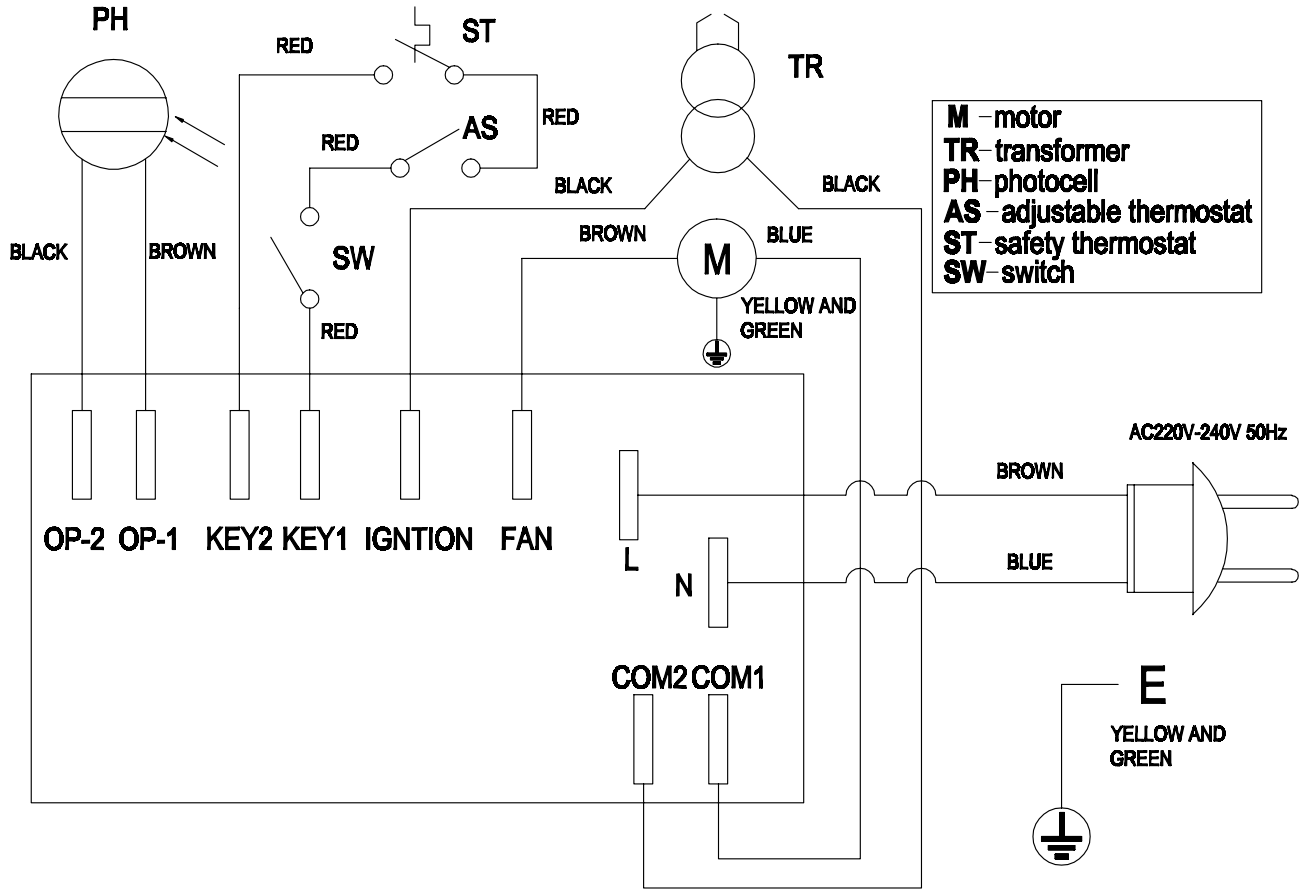 PH
RED
ST
TR
AS
RED
RED
BLACK
BLACK
M - motor
TR- transformer
PH- photocell
AS - adjustable thermostat
ST- safety thermostat
SW- switch
BLACK
BROWN
SW
RED
BROWN
BLUE
M
YELLOW AND
GREEN
OP-2 OP-1 KEY2 KEY1 IGNTION FAN
L
N
COM2 COM1
AC220V-240V 50Hz
BROWN
BLUE
E
YELLOW AND
GREEN